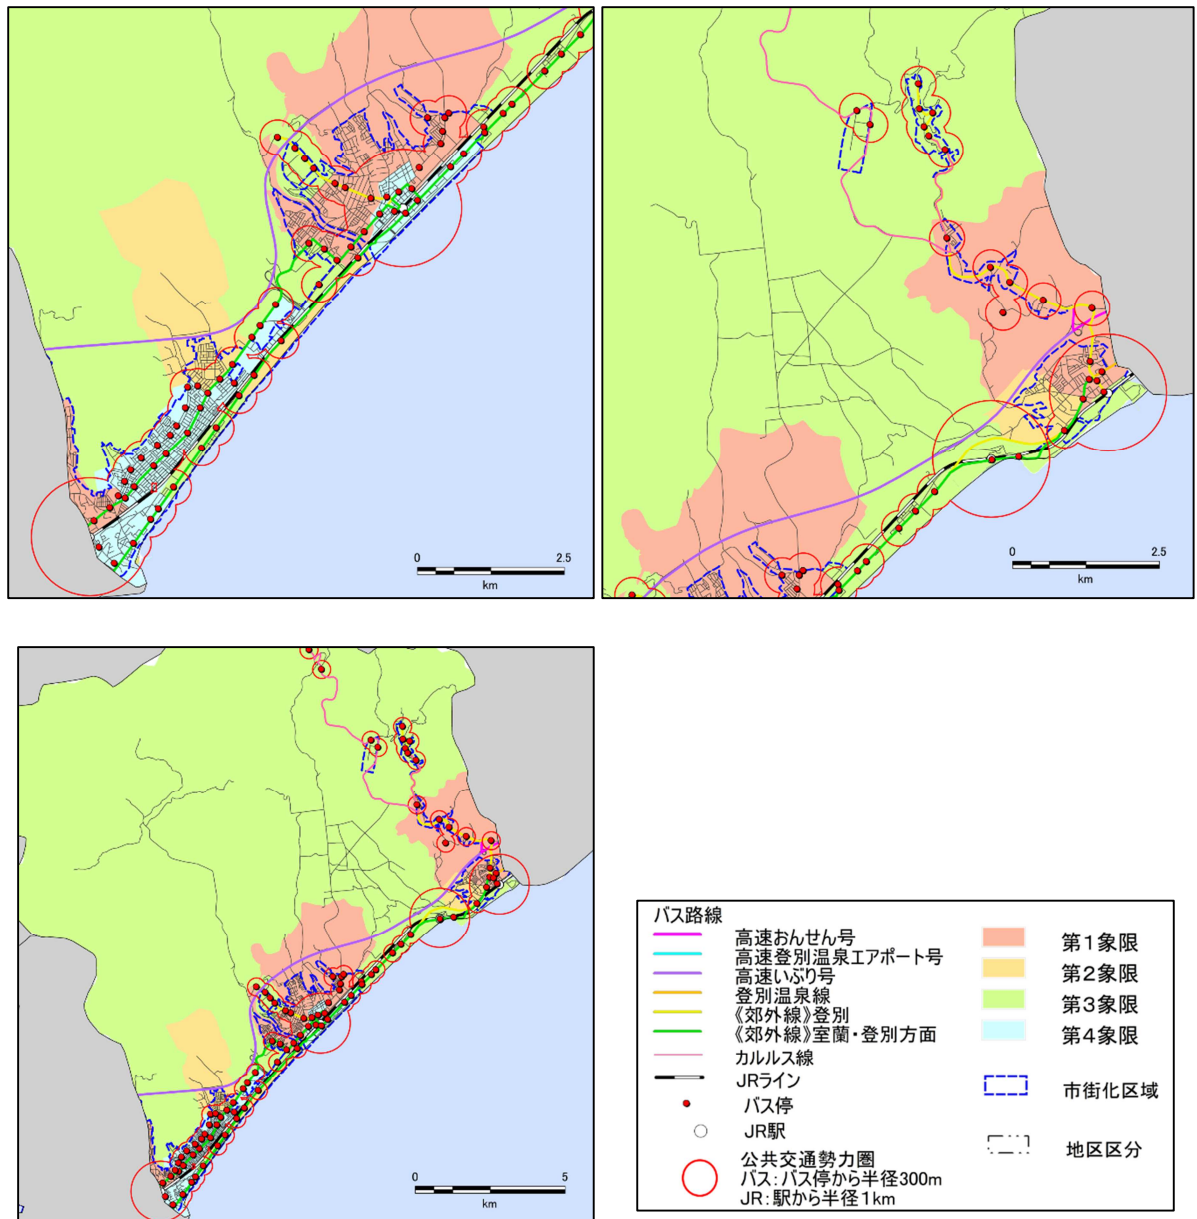 0 2.5
km
0 2.5
km
0 5
km
バス路線
高速おんせん号
高速登別温泉エアポート号
高速いぶり号
登別温泉線
《郊外線》登別
《郊外線》室蘭・登別方面
カルルス線
JRライン
バス停
JR駅
公共交通勢力圏
バス：バス停から半径300m
JR：駅から半径1km
第1象限
第2象限
第3象限
第4象限
市街化区域
地区区分